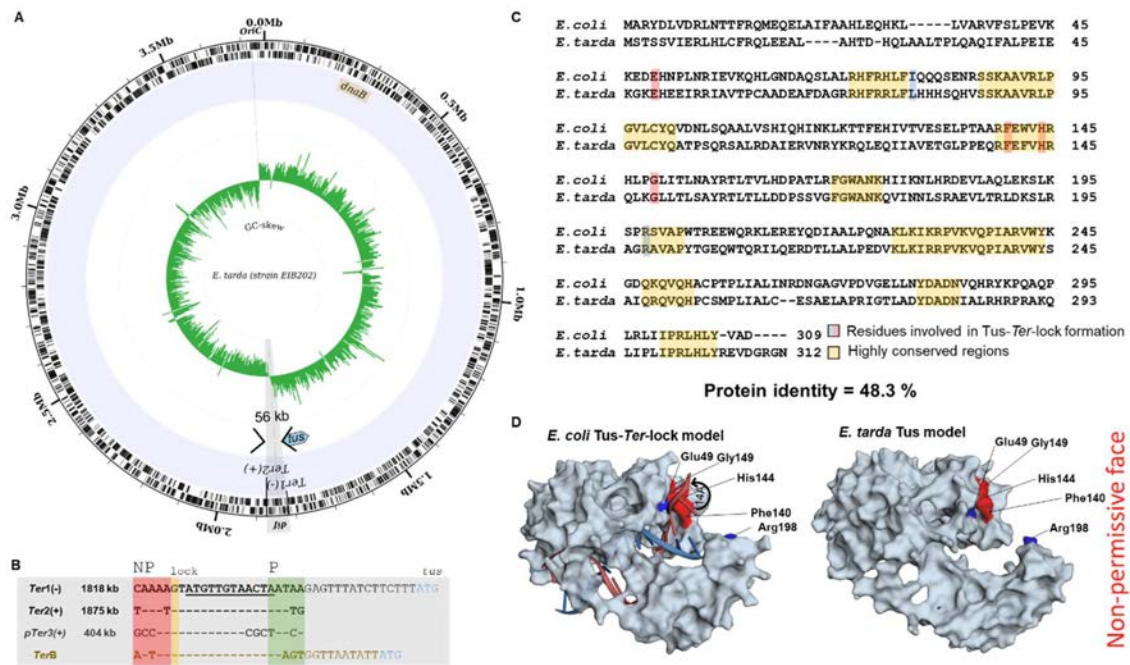 A
0.0Mb
OriC
3.5Mb
dnaB
0.5Mb
3.0Mb
GC-skew
E. tarda (strain EIB202)
1.0Mb
2.5Mb
56 kb
tus
Ter2(+)
Ter1(-)
1.5Mb
2.0Mb
dif
B
NP lock P tus
Ter1(-) 1818 kb CAAAAGTATGTTGTAACTAAATAAGAGTTTATCTTCTTTATG
Ter2(+) 1875 kb T---T----------------TG
pTer3(+) 404 kb GCC-------------CGCT--C-
TerB A-T-----------------AGTGGTTAATATTATG
C
E.coli MARYDLVDRLNTTFRQMEQELAIFAAHLEQHKL-----LVARVFSLPEVK 45
E.tarda MSTSSVIERLHLCFRQLEEAL----AHTD-HQLAALTPLQAQIFALPEIE 45
E.coli KEDEHNPLNRIEVKQHLGNDAQSLALRHFRHLFIQQQSENRSSKAAVRLP 95
E.tarda KGKEHEEIRRIAVTPCAADEAFDAGRRHFRRLFLHHHSQHVSSKAAVRLP 95
E.coli GVLCYQVDNLSQAALVSHIQHINKLKTTFEHIVTVESELPTAARFEWVHR 145
E.tarda GVLCYQATPSQRSALRDAIERVNRYKRQLEQIIAVETGLPPEQRFEFVHR 145
E.coli HLPGLITLNAYRTLTVLHDPATLRFGWANKHIIKNLHRDEVLAQLEKSLK 195
E.tarda QLKGLLTLSAYRTLTLLDDPSSVGFGWANKQVINNLSRAEVLTRLDKSLR 195
E.coli SPRSVAPWTREEWQRKLEREYQDIAALPQNAKLKIKRPVKVQPIARVWYK 245
E.tarda AGRAVAPYTGEQWTQRILQERDTLLALPEDVKLKIRRPVKVQPIARVWYL 245
E.coli GDQKQVQHACPTPLIALINRDNGAGVPDVGELLNYDADNVQHRYKPQAQP 295
E.tarda AIQRQVQHPCSMPLIALC--ESAELAPRIGTLADYDADNIALRHRPRAKQ 293
E.coli LRLIIPRLHLY-VAD---- 309
E.tarda LIPLIPRLHLYREVDGRGN 312
Residues involved in Tus-Ter-lock formation
Highly conserved regions
Protein identity = 48.3 %
D
E. coli Tus-Ter-lock model
Glu49
Gly149
His144
Phe140
Arg198
E. tarda Tus model
Glu49
Gly149
His144
Phe140
Arg198
Non-permissive face